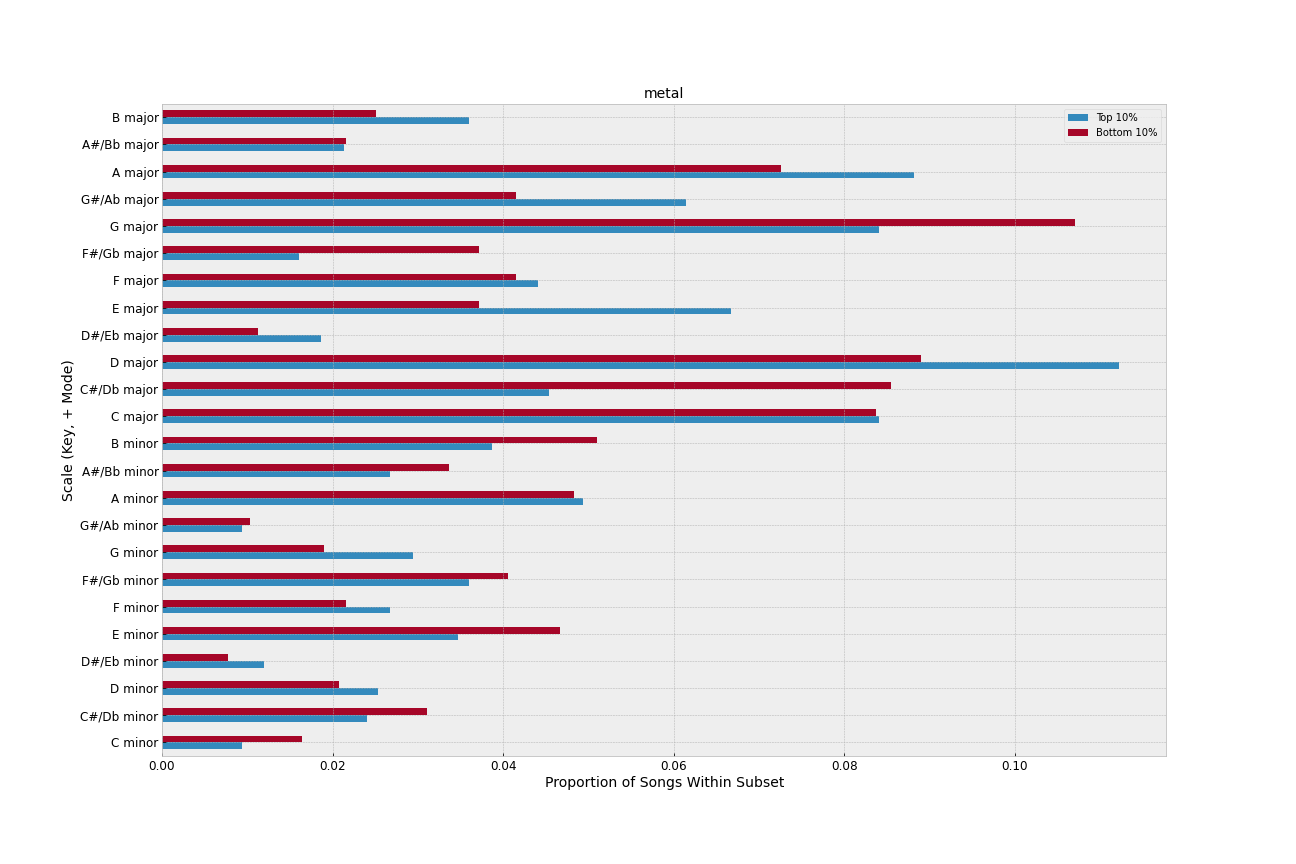 metal
Top 10%
Bottom 10%
B major
A#/Bb major
A major
G#/Ab major
G major
F#/Gb major
F major
E major
D#/Eb major
D major
C#/Db major
C major
B minor
A#/Bb minor
A minor
G#/Ab minor
G minor
F#/Gb minor
F minor
E minor
D#/Eb minor
D minor
C#/Db minor
C minor
Scale (Key, + Mode)
0.00 0.02 0.04 0.06 0.08 0.10
Proportion of Songs Within Subset